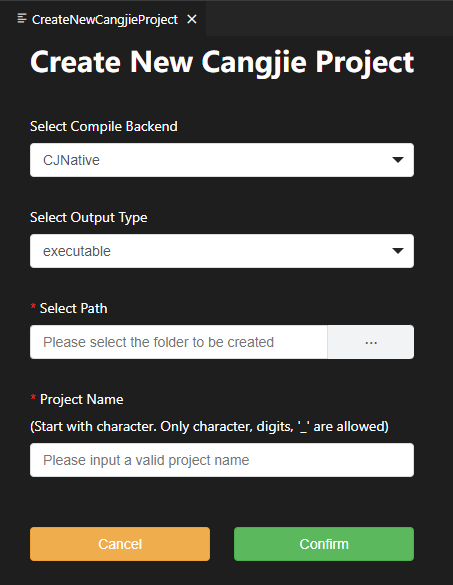 CreateNewCangjieProject
Create New Cangjie Project
Select Compile Backend
CJNative
Select Output Type
executable
* Select Path
Please select the folder to be created
...
* Project Name
(Start with character. Only character, digits, '_' are allowed)
Please input a valid project name
Cancel Confirm